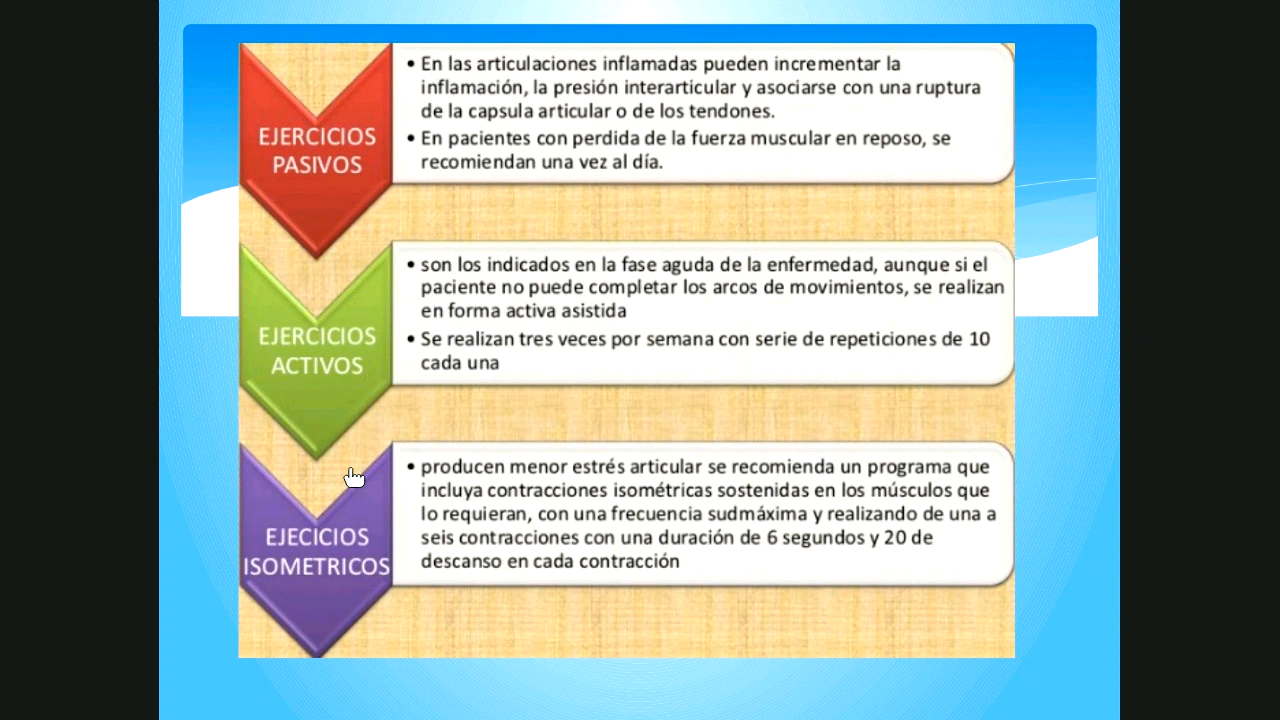 EJERCICIOS
PASIVOS
• En las articulaciones inflamadas pueden incrementar la
inflamación, la presión interarticular y asociarse con una ruptura
de la capsula articular o de los tendones.
• En pacientes con perdida de la fuerza muscular en reposo, se
recomiendan una vez al día.
EJERCICIOS
ACTIVOS
• son los indicados en la fase aguda de la enfermedad, aunque si el
paciente no puede completar los arcos de movimientos, se realizan
en forma activa asistida
• Se realizan tres veces por semana con serie de repeticiones de 10
cada una
EJECICIOS
ISOMETRICOS
• producen menor estrés articular se recomienda un programa que
incluya contracciones isométricas sostenidas en los músculos que
lo requieran, con una frecuencia sudmáxima y realizando de una a
seis contracciones con una duración de 6 segundos y 20 de
descanso en cada contracción